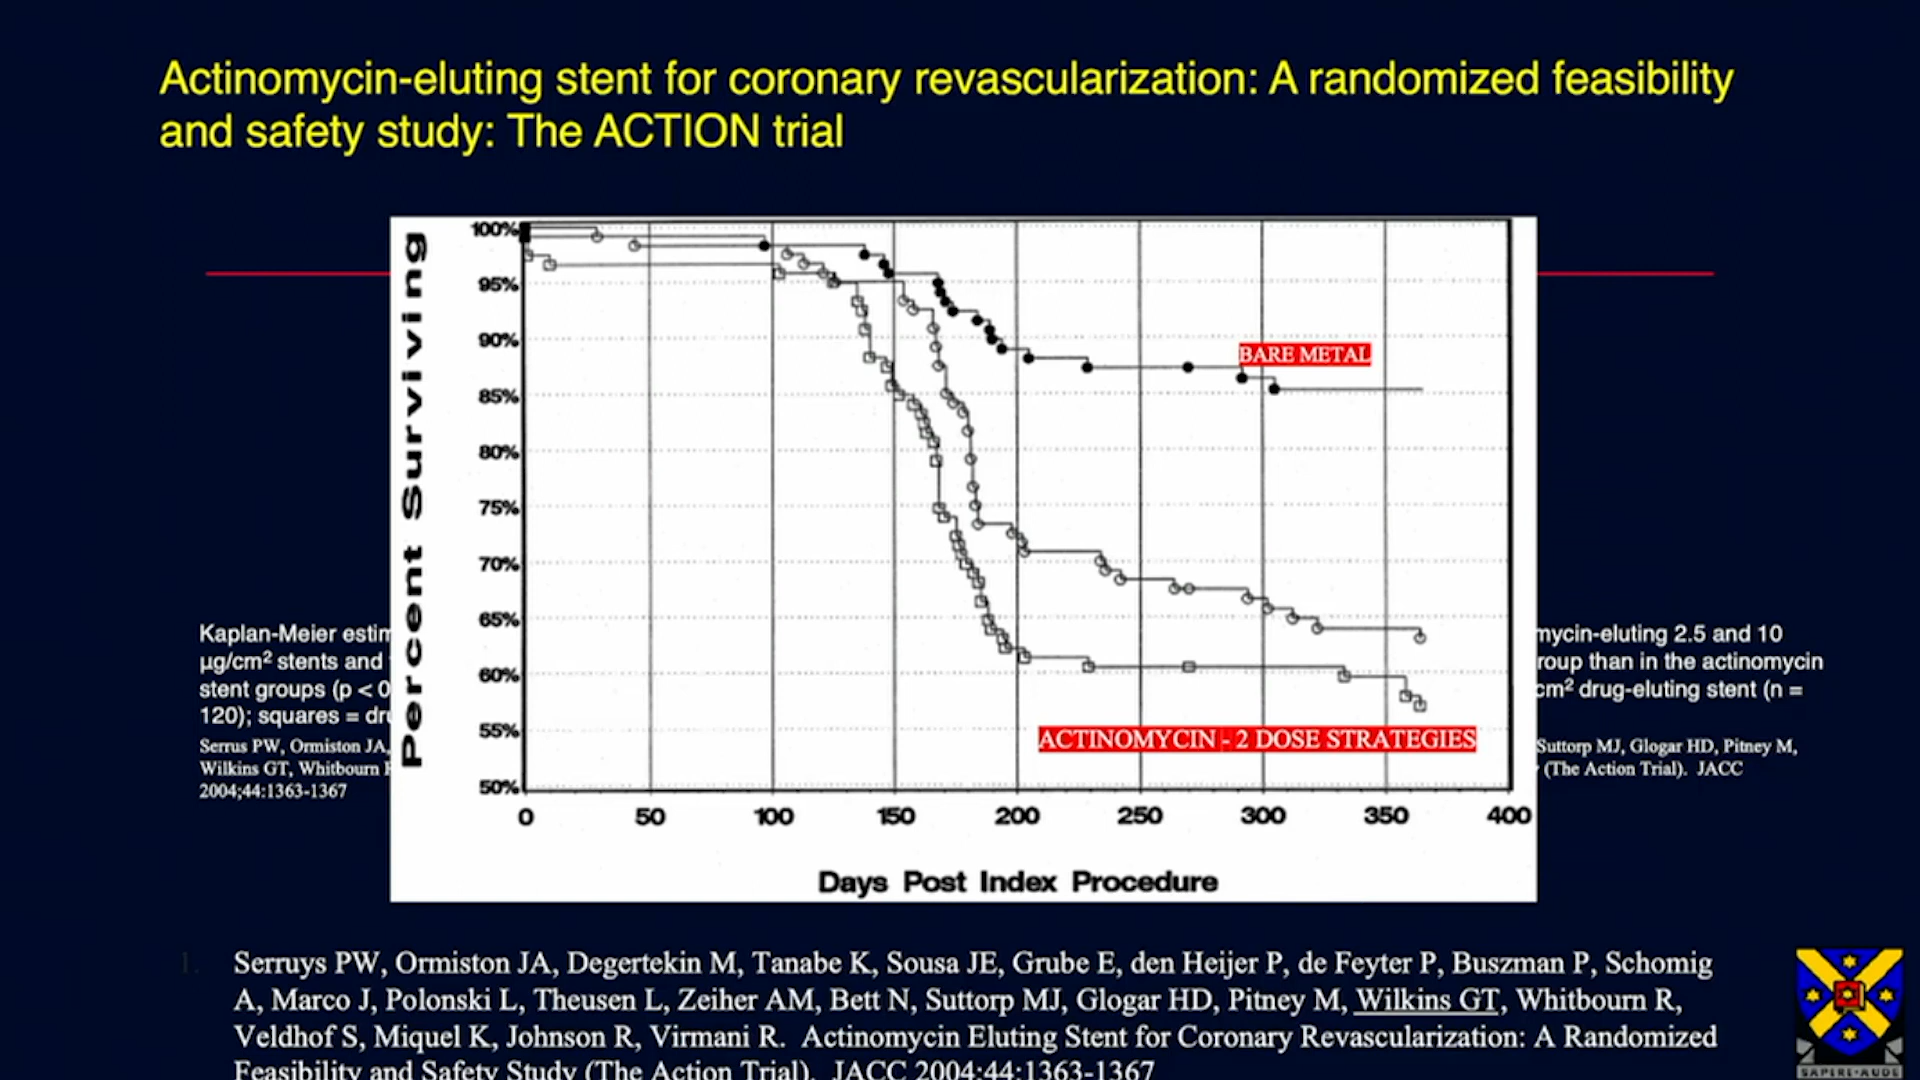 Actinomycin-eluting stent for coronary revascularization: A randomized feasibility
and safety study: The ACTION trial
Percent Surviving
100%
95%
90%
85%
80%
75%
70%
65%
60%
55%
50%
BARE METAL
ACTINOMYCIN - 2 DOSE STRATEGIES
0 50 100 150 200 250 300 350 400
Days Post Index Procedure
Kaplan-Meier estim mycin-eluting 2.5 and 10
µg/cm² stents and roup than in the actinomycin
stent groups (p < 0 cm² drug-eluting stent (n =
120); squares = dru
Serrus PW, Ormiston JA, Suttorp MJ, Glogar HD, Pitney M,
Wilkins GT, Whitbourn (The Action Trial). JACC
2004;44:1363-1367
1. Serruys PW, Ormiston JA, Degertekin M, Tanabe K, Sousa JE, Grube E, den Heijer P, de Feyter P, Buszman P, Schomig
A, Marco J, Polonski L, Theusen L, Zeiher AM, Bett N, Suttorp MJ, Glogar HD, Pitney M, Wilkins GT, Whitbourn R,
Veldhof S, Miquel K, Johnson R, Virmani R. Actinomycin Eluting Stent for Coronary Revascularization: A Randomized
Feasibility and Safety Study (The Action Trial). JACC 2004;44:1363-1367
SAPERE·AUDE